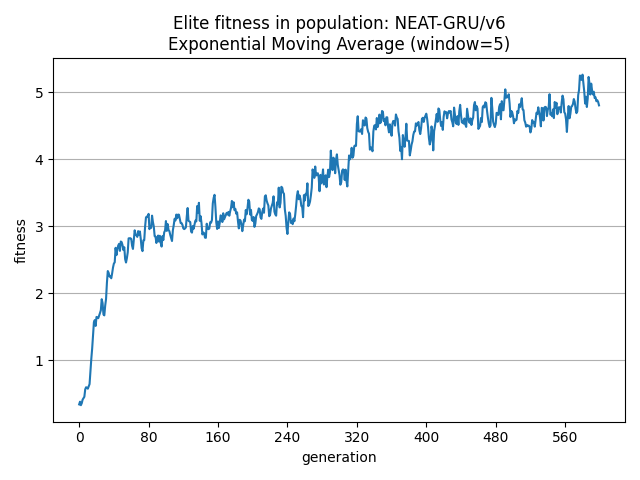 Elite fitness in population: NEAT-GRU/v6
Exponential Moving Average (window=5)
fitness
5
4
3
2
1
0 80 160 240 320 400 480 560
generation